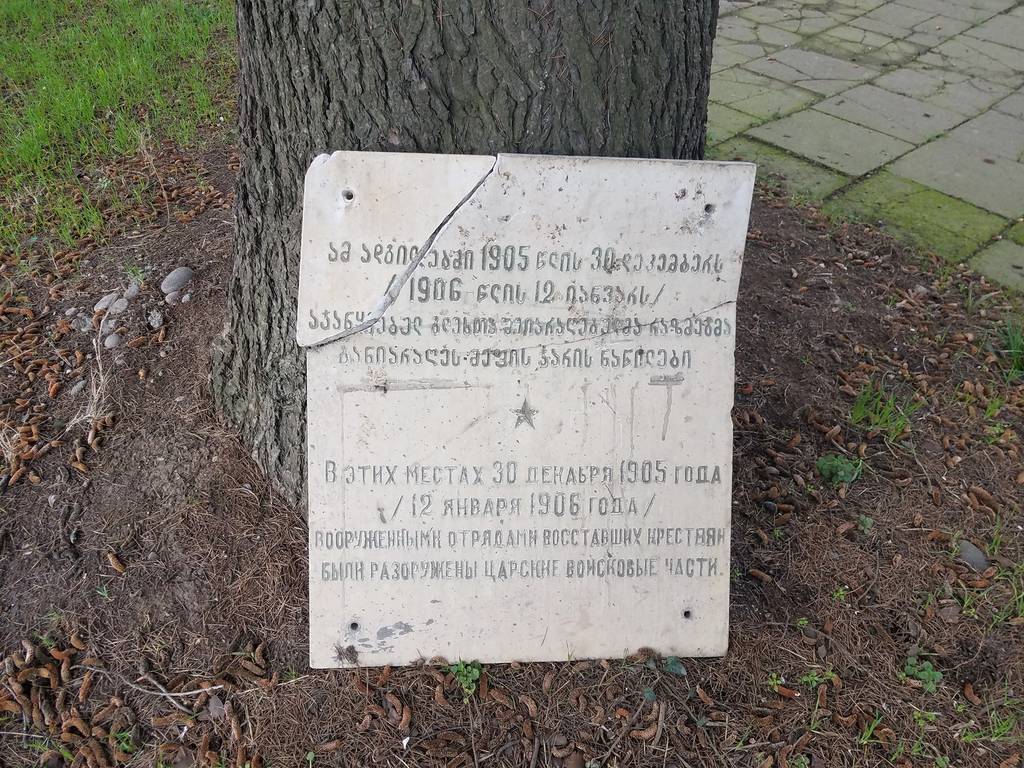 ამ ადგილებში 1905 წლის 30 დეკემბერს
/ 1906 წლის 12 იანვარს /
აჯანყებულ გლეხთა შეიარაღებულმა რაზმებმა
განიარაღეს მეფის ჯარის ნაწილები
В ЭТИХ МЕСТАХ 30 ДЕКАБРЯ 1905 ГОДА
/ 12 ЯНВАРЯ 1906 ГОДА /
ВООРУЖЕННЫМИ ОТРЯДАМИ ВОССТАВШИХ КРЕСТЬЯН
БЫЛИ РАЗОРУЖЕНЫ ЦАРСКИЕ ВОЙСКОВЫЕ ЧАСТИ.